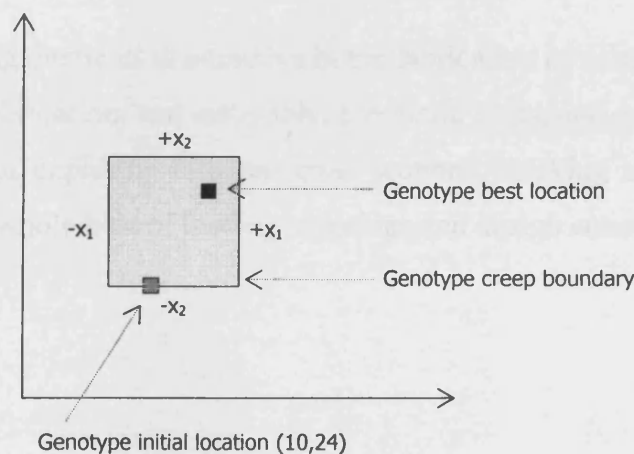 +x₂
Genotype best location
-x₁
+x₁
Genotype creep boundary
-x₂
Genotype initial location (10,24)